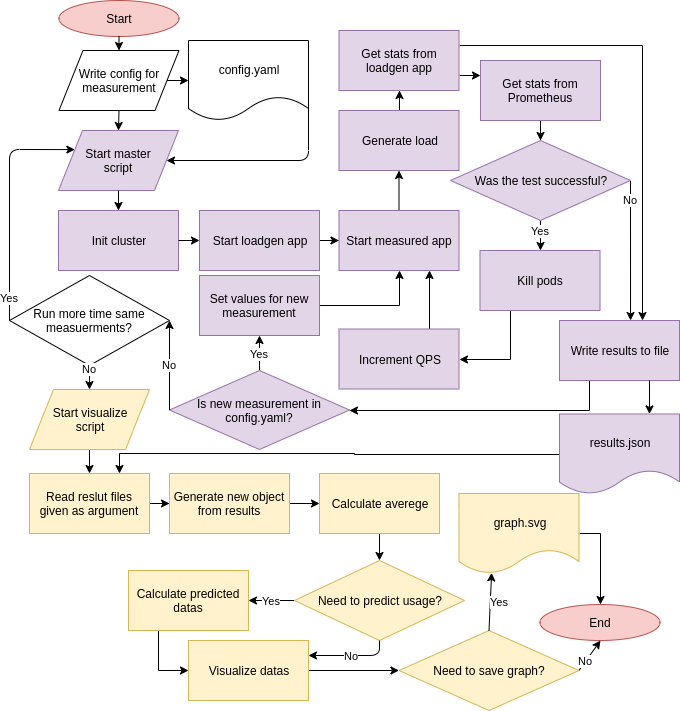 Start
Write config for
measurement
config.yaml
Get stats from
loadgen app
Get stats from
Prometheus
Start master
script
Generate load
Was the test successful?
No
Yes
Init cluster
Start loadgen app
Start measured app
Kill pods
Yes
Run more time same
measuerments?
Set values for new
measurement
Increment QPS
Write results to file
Yes
No
No
Is new measurement in
config.yaml?
Start visualize
script
results.json
Read reslut files
given as argument
Generate new object
from results
Calculate averege
graph.svg
Calculate predicted
datas
Yes
Need to predict usage?
Yes
End
No
Visualize datas
Need to save graph?
No